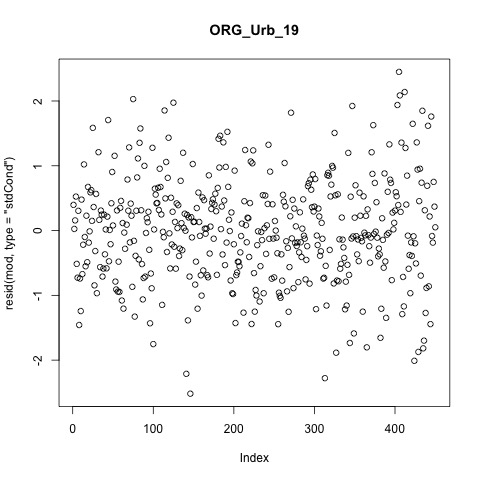 ORG_Urb_19
resid(mod, type = "stdCond")
2
1
0
-1
-2
0 100 200 300 400
Index